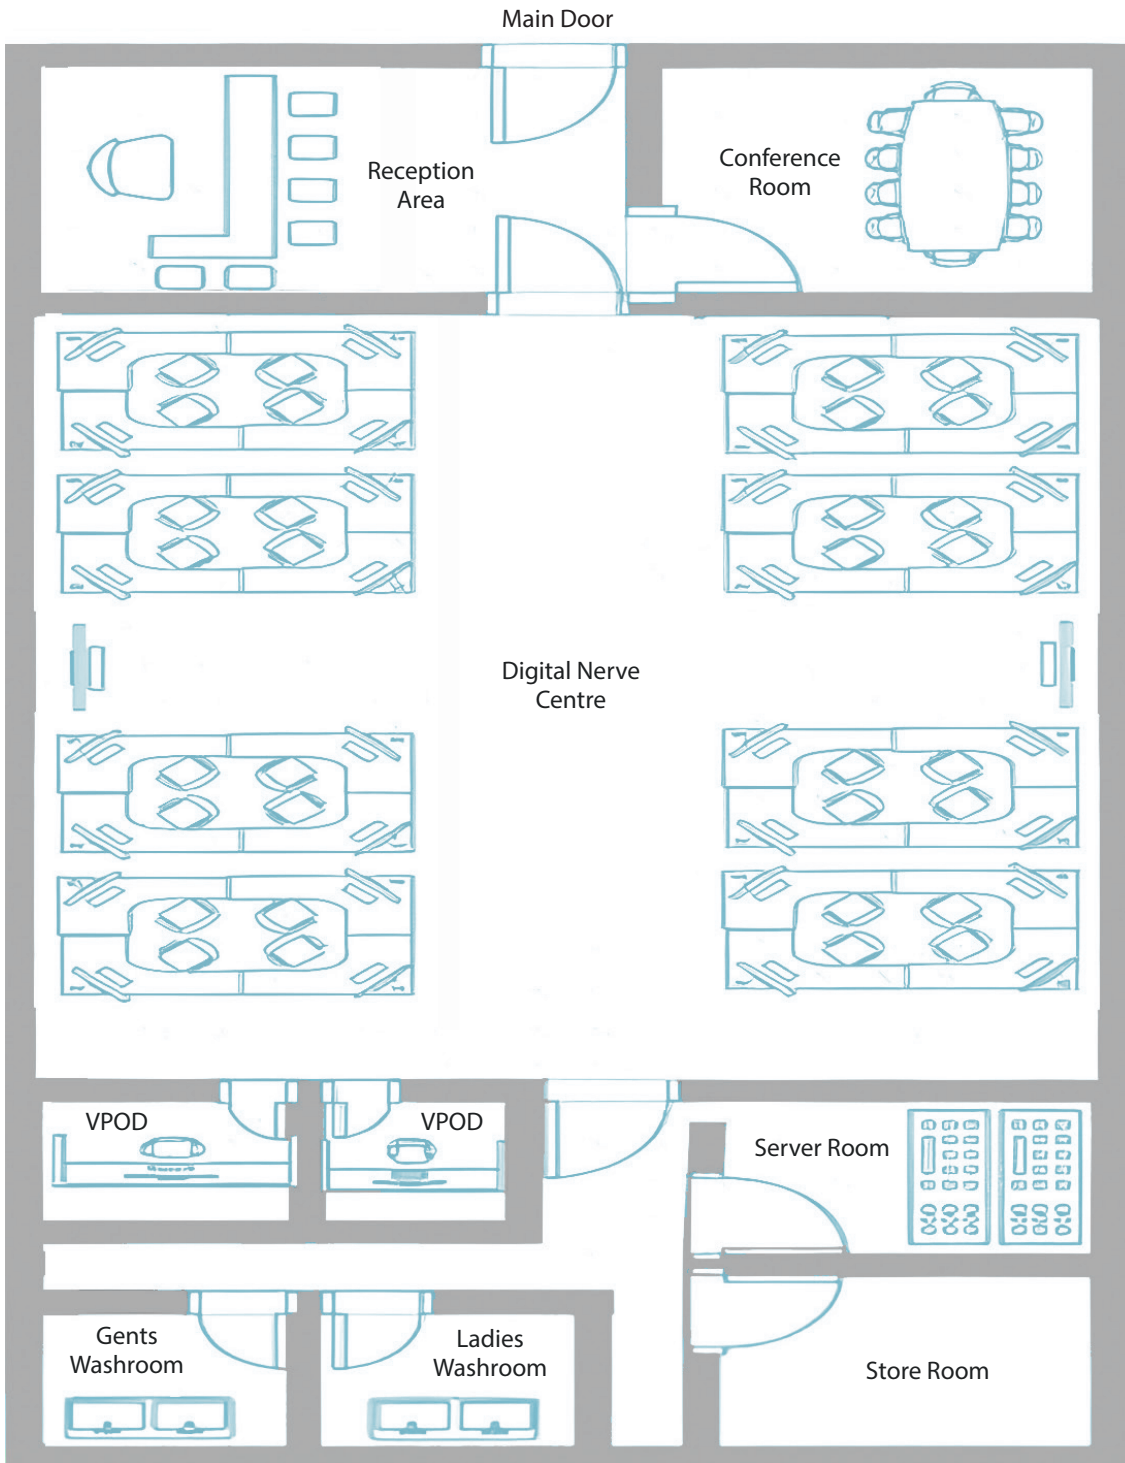 Main Door
Reception
Area
Conference
Room
Digital Nerve
Centre
VPOD
VPOD
Server Room
Gents
Washroom
Ladies
Washroom
Store Room